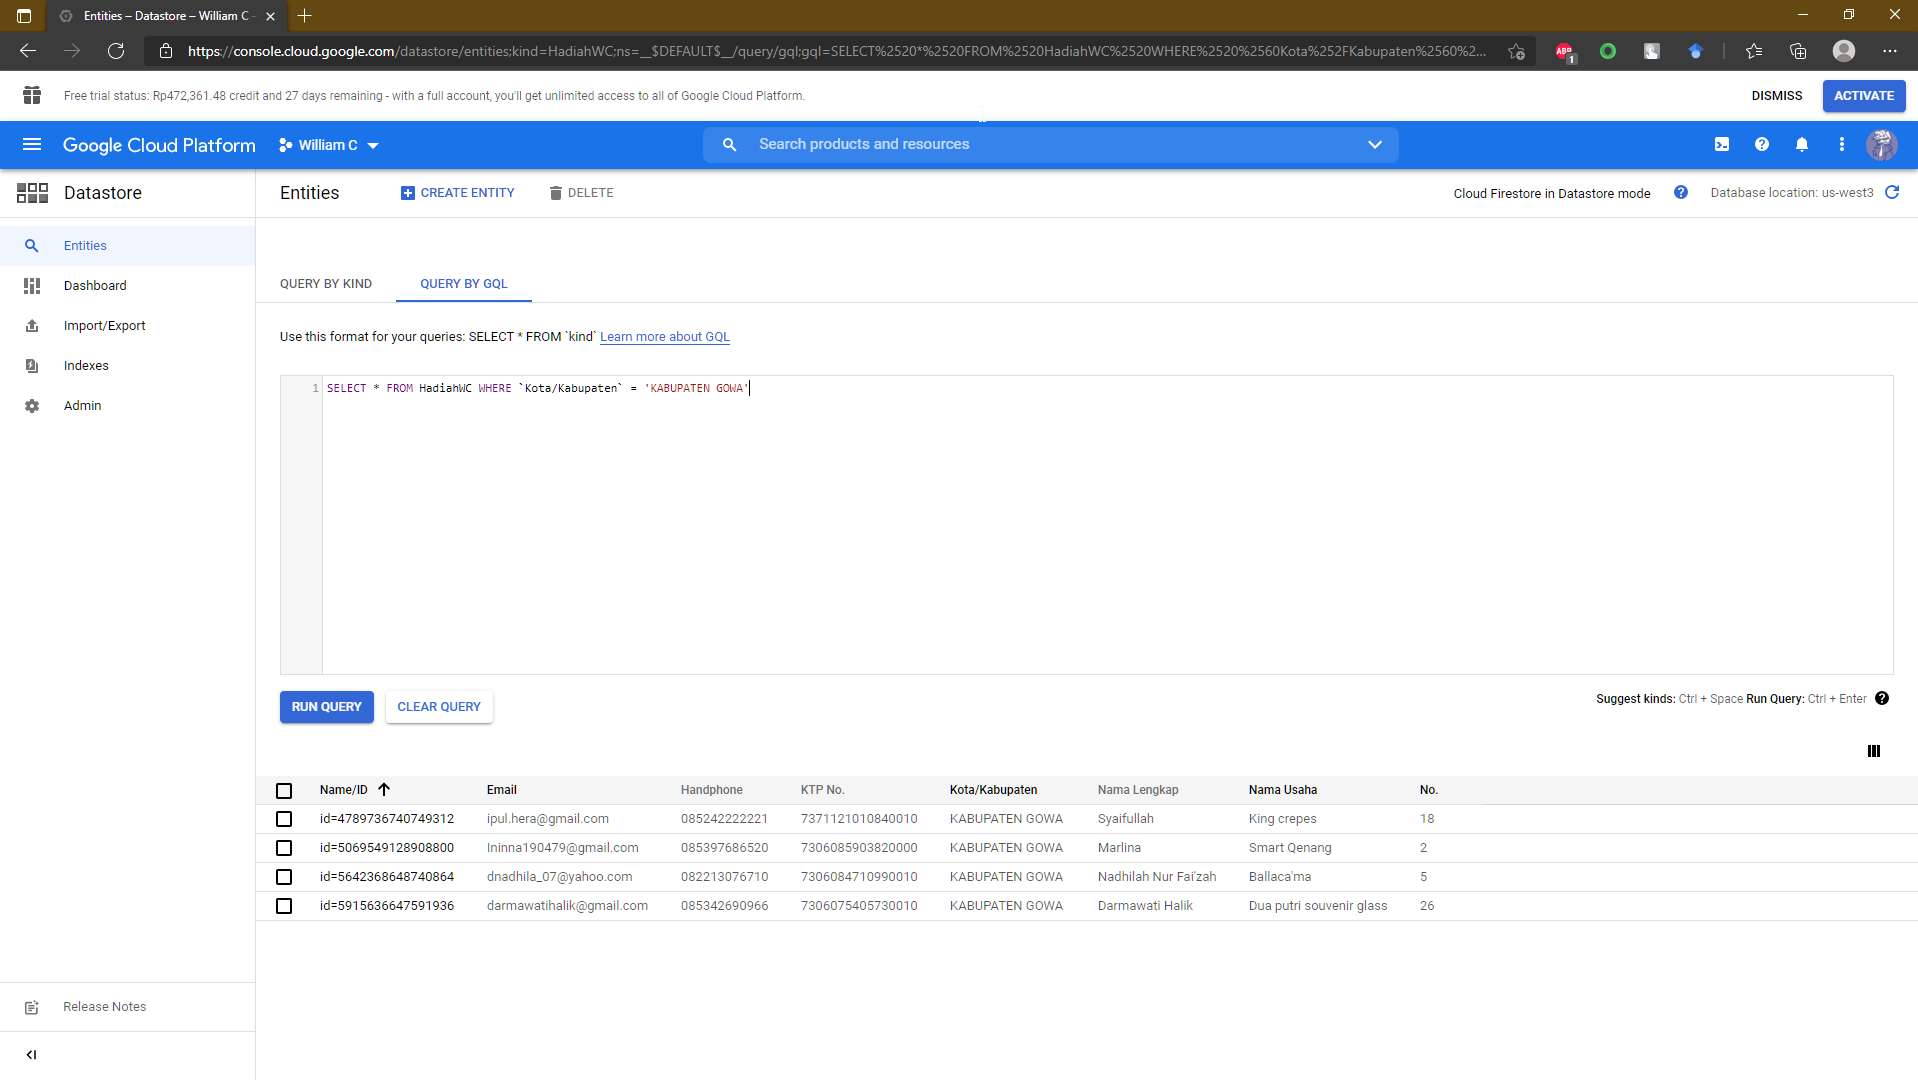 Entities – Datastore – William C
https://console.cloud.google.com/datastore/entities;kind=HadiahWC;ns=__$DEFAULT$__/query/gql;gql=SELECT%2520*%2520FROM%2520HadiahWC%2520WHERE%2520%2560Kota%252FKabupaten%2560%2...
ABP
1
Free trial status: Rp472,361.48 credit and 27 days remaining - with a full account, you'll get unlimited access to all of Google Cloud Platform.
DISMISS
ACTIVATE
Google Cloud Platform
William C
Search products and resources
Datastore
Entities
CREATE ENTITY
DELETE
Cloud Firestore in Datastore mode
Database location: us-west3
Entities
Dashboard
Import/Export
Indexes
Admin
QUERY BY KIND
QUERY BY GQL
Use this format for your queries: SELECT * FROM `kind` Learn more about GQL
1 SELECT * FROM HadiahWC WHERE `Kota/Kabupaten` = 'KABUPATEN GOWA'
RUN QUERY
CLEAR QUERY
Suggest kinds: Ctrl + Space Run Query: Ctrl + Enter
Name/ID Email Handphone KTP No. Kota/Kabupaten Nama Lengkap Nama Usaha No.
id=4789736740749312 ipul.hera@gmail.com 085242222221 7371121010840010 KABUPATEN GOWA Syaifullah King crepes 18
id=5069549128908800 Ininna190479@gmail.com 085397686520 7306085903820000 KABUPATEN GOWA Marlina Smart Qenang 2
id=5642368648740864 dnadhila_07@yahoo.com 082213076710 7306084710990010 KABUPATEN GOWA Nadhilah Nur Fai'zah Ballaca'ma 5
id=5915636647591936 darmawatihalik@gmail.com 085342690966 7306075405730010 KABUPATEN GOWA Darmawati Halik Dua putri souvenir glass 26
Release Notes